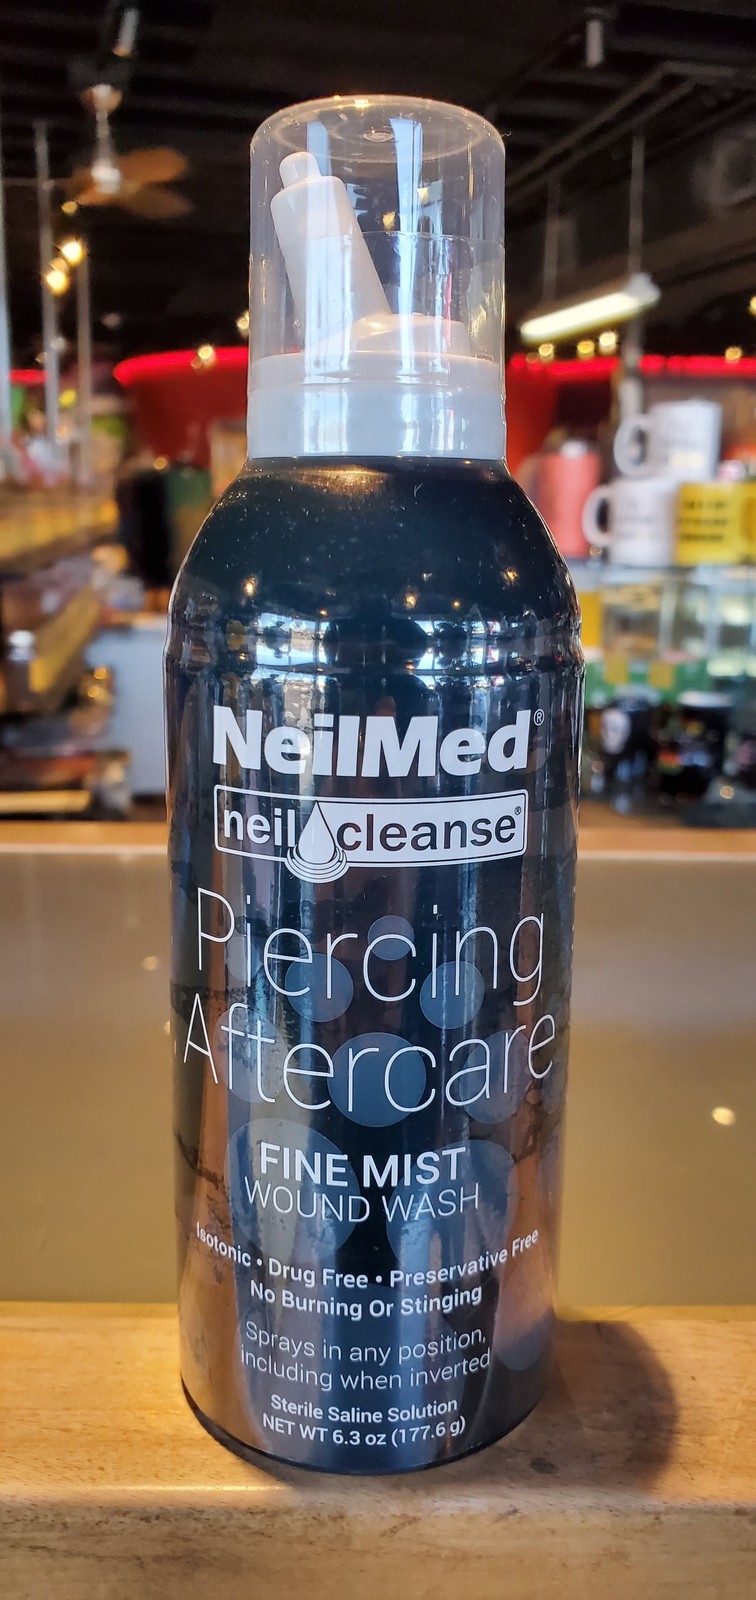 NeilMed®
neil cleanse®
Piercing
Aftercare
FINE MIST
WOUND WASH
Isotonic • Drug Free • Preservative Free
No Burning Or Stinging
Sprays in any position,
including when inverted
Sterile Saline Solution
NET WT 6.3 oz (177.6 g)